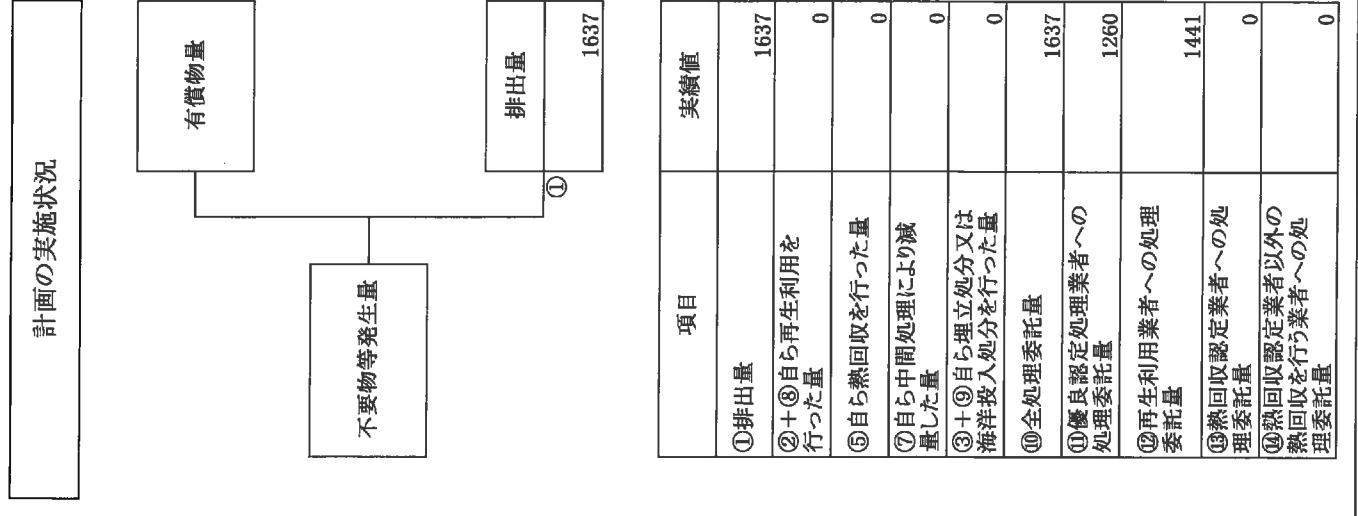 計画の実施状況
有償物量
不要物等発生量
排出量
①
1637
項目
実績値
①排出量
1637
②+⑧自ら再生利用を
行った量
0
⑤自ら熱回収を行った量
0
⑦自ら中間処理により減
量した量
0
③+⑨自ら埋立処分又は
海洋投入処分を行った量
0
⑩全処理委託量
1637
⑪優良認定処理業者への
処理委託量
1260
⑫再生利用業者への処理
委託量
1441
⑬熱回収認定業者への処
理委託量
0
⑭熱回収認定業者以外の
熱回収を行う業者への処
理委託量
0